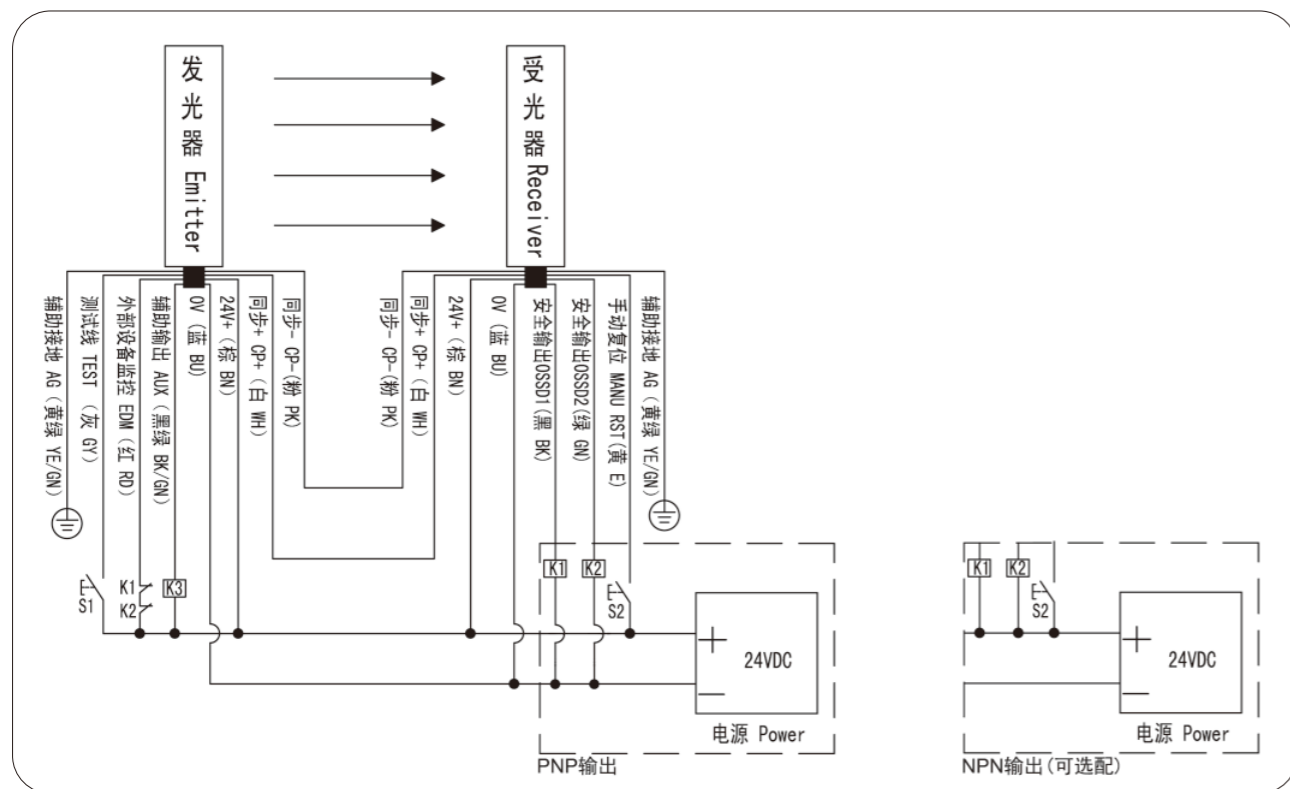 发光器 Emitter
受光器 Receiver
辅助接地 AG (黄绿 YE/GN)
测试线 TEST (灰 GY)
外部设备监控 EDM (红 RD)
辅助输出 AUX (黑绿 BK/GN)
0V (蓝 BU)
24V+ (棕 BN)
同步+ CP+ (白 WH)
同步- CP-(粉 PK)
同步- CP-(粉 PK)
同步+ CP+ (白 WH)
24V+ (棕 BN)
0V (蓝 BU)
安全输出OSSD1(黑 BK)
安全输出OSSD2(绿 GN)
手动复位 MANU RST(黄 E)
辅助接地 AG (黄绿 YE/GN)
S1
K1
K2
K3
K1
K2
S2
+
24VDC
—
电源 Power
PNP输出
K1
K2
S2
+
24VDC
—
电源 Power
NPN输出(可选配)